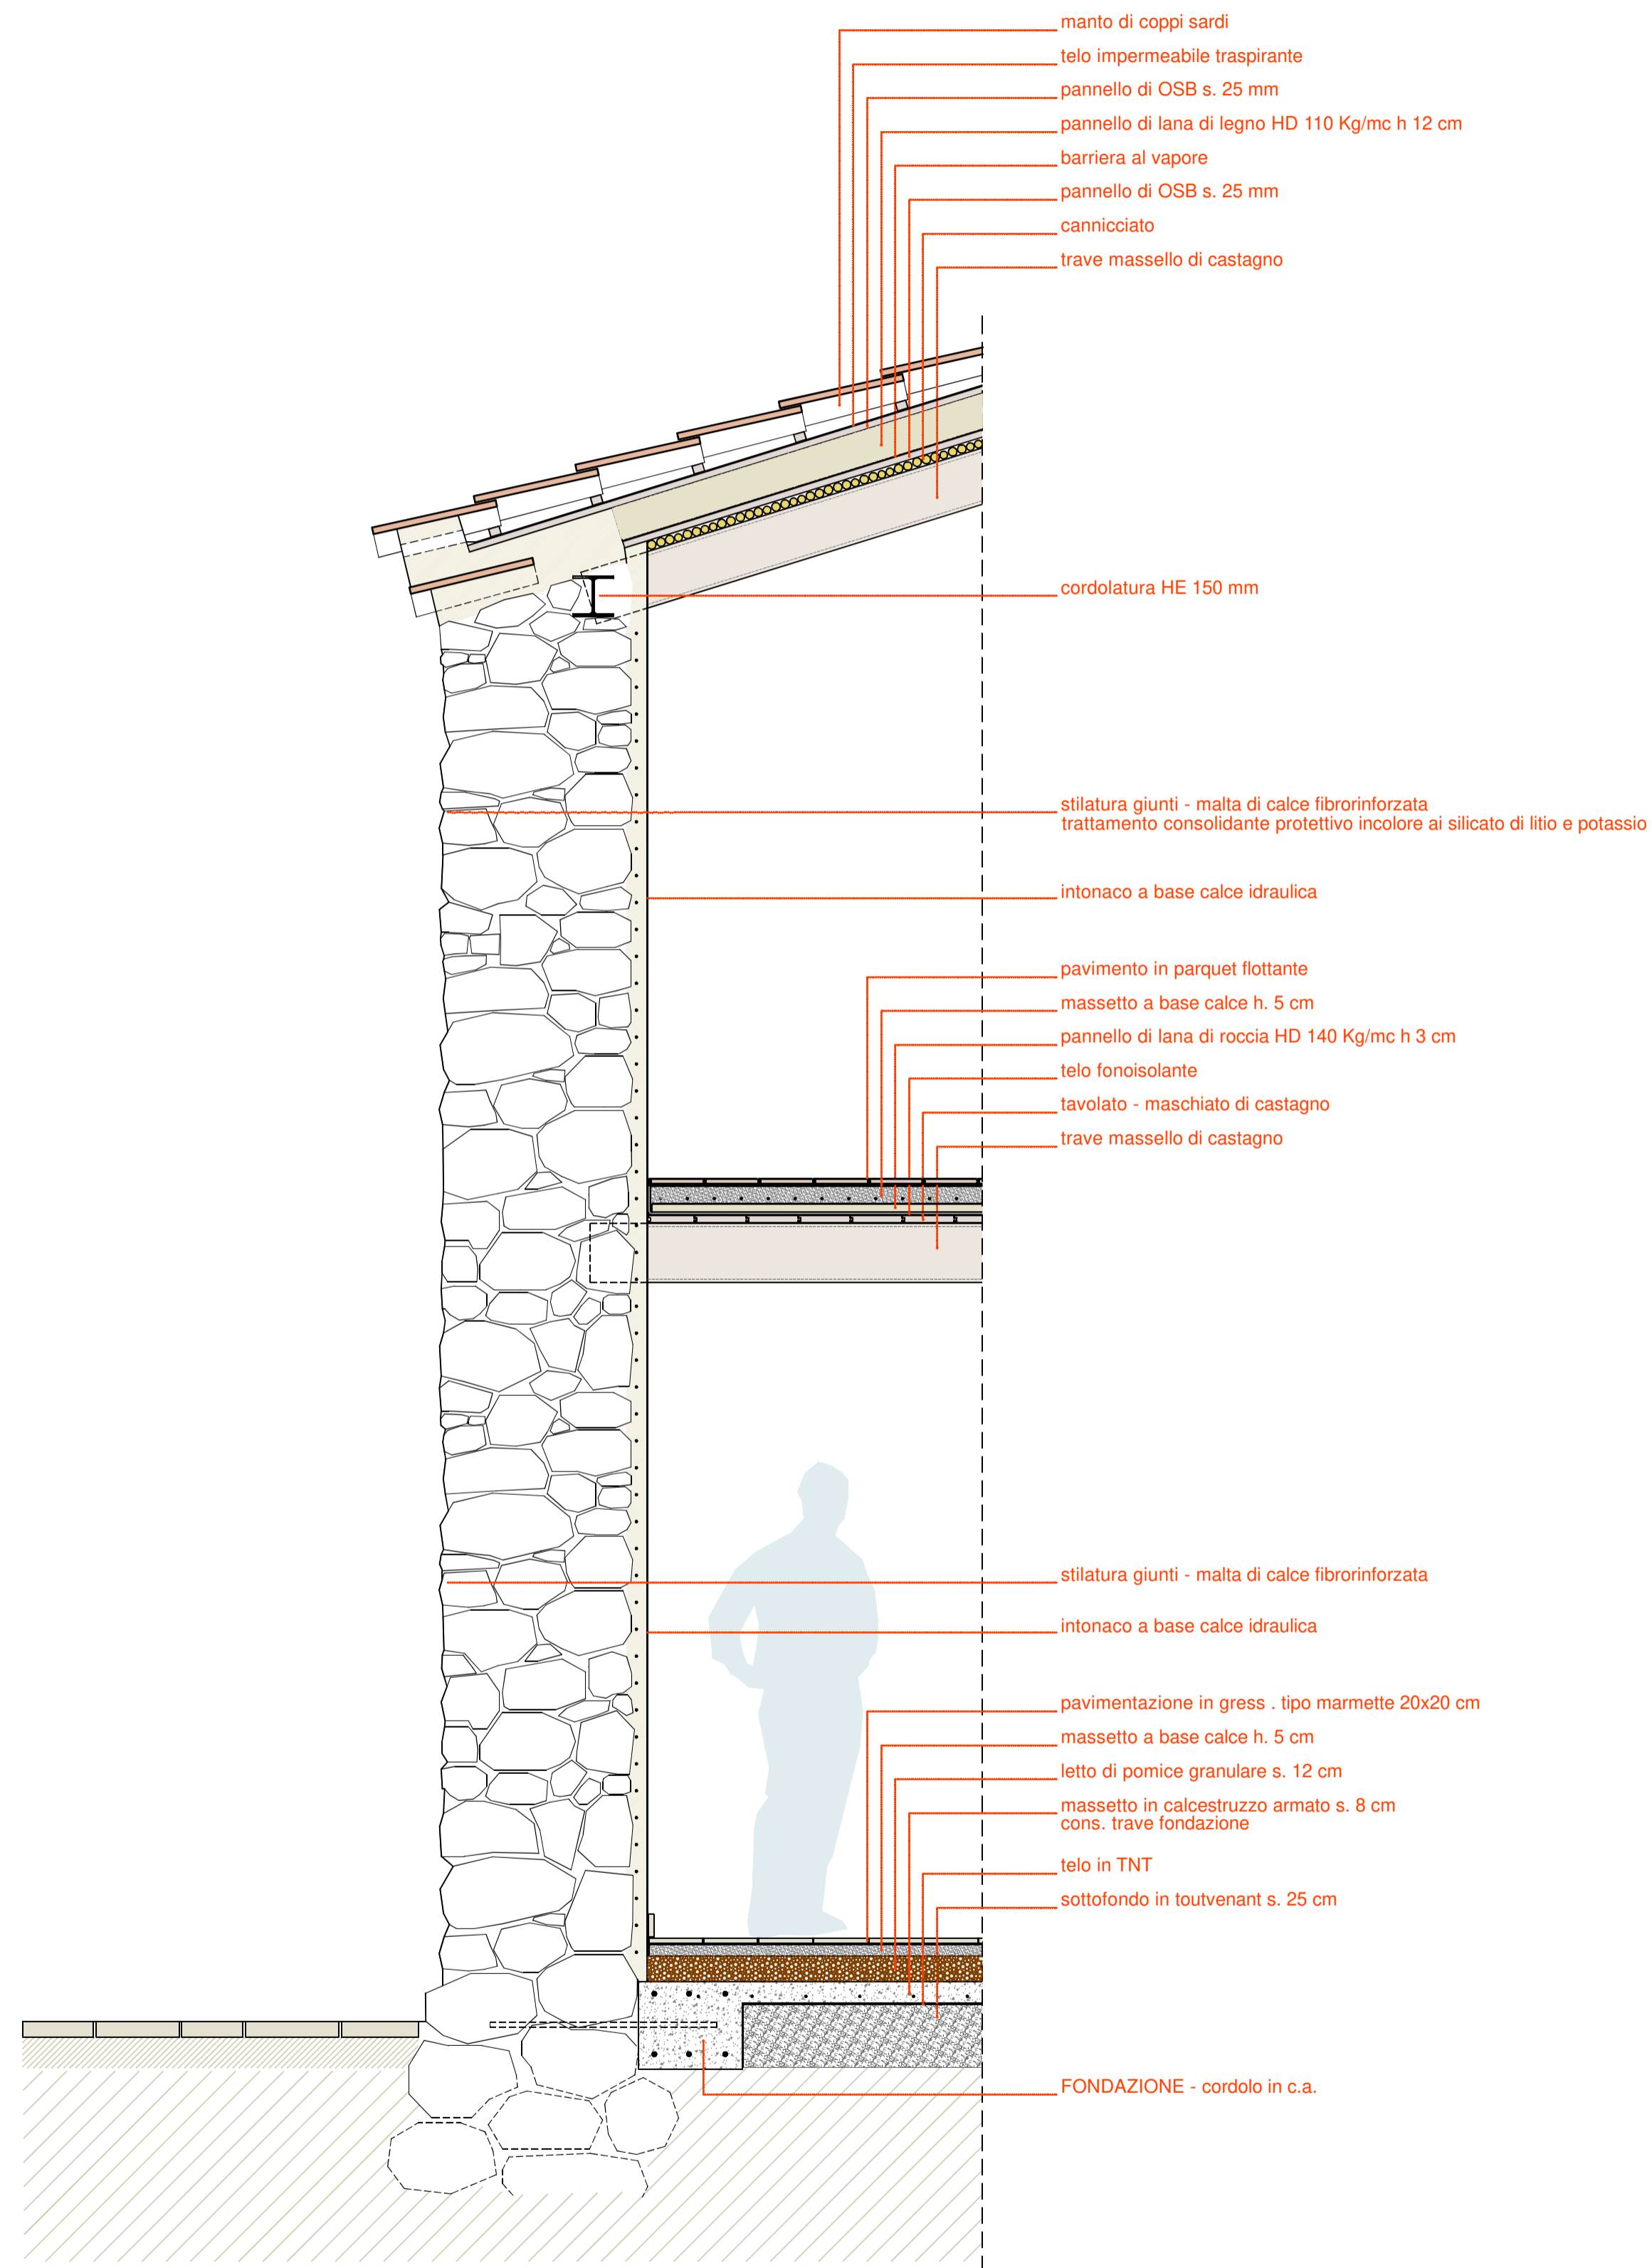 manto di coppi sardi
telo impermeabile traspirante
pannello di OSB s. 25 mm
pannello di lana di legno HD 110 Kg/mc h 12 cm
barriera al vapore
pannello di OSB s. 25 mm
cannicciato
trave massello di castagno
cordolatura HE 150 mm
stilatura giunti - malta di calce fibrorinforzata
trattamento consolidante protettivo incolore ai silicato di litio e potassio
intonaco a base calce idraulica
pavimento in parquet flottante
massetto a base calce h. 5 cm
pannello di lana di roccia HD 140 Kg/mc h 3 cm
telo fonoisolante
tavolato - maschiato di castagno
trave massello di castagno
stilatura giunti - malta di calce fibrorinforzata
intonaco a base calce idraulica
pavimentazione in gress . tipo marmette 20x20 cm
massetto a base calce h. 5 cm
letto di pomice granulare s. 12 cm
massetto in calcestruzzo armato s. 8 cm
cons. trave fondazione
telo in TNT
sottofondo in toutvenant s. 25 cm
FONDAZIONE - cordolo in c.a.